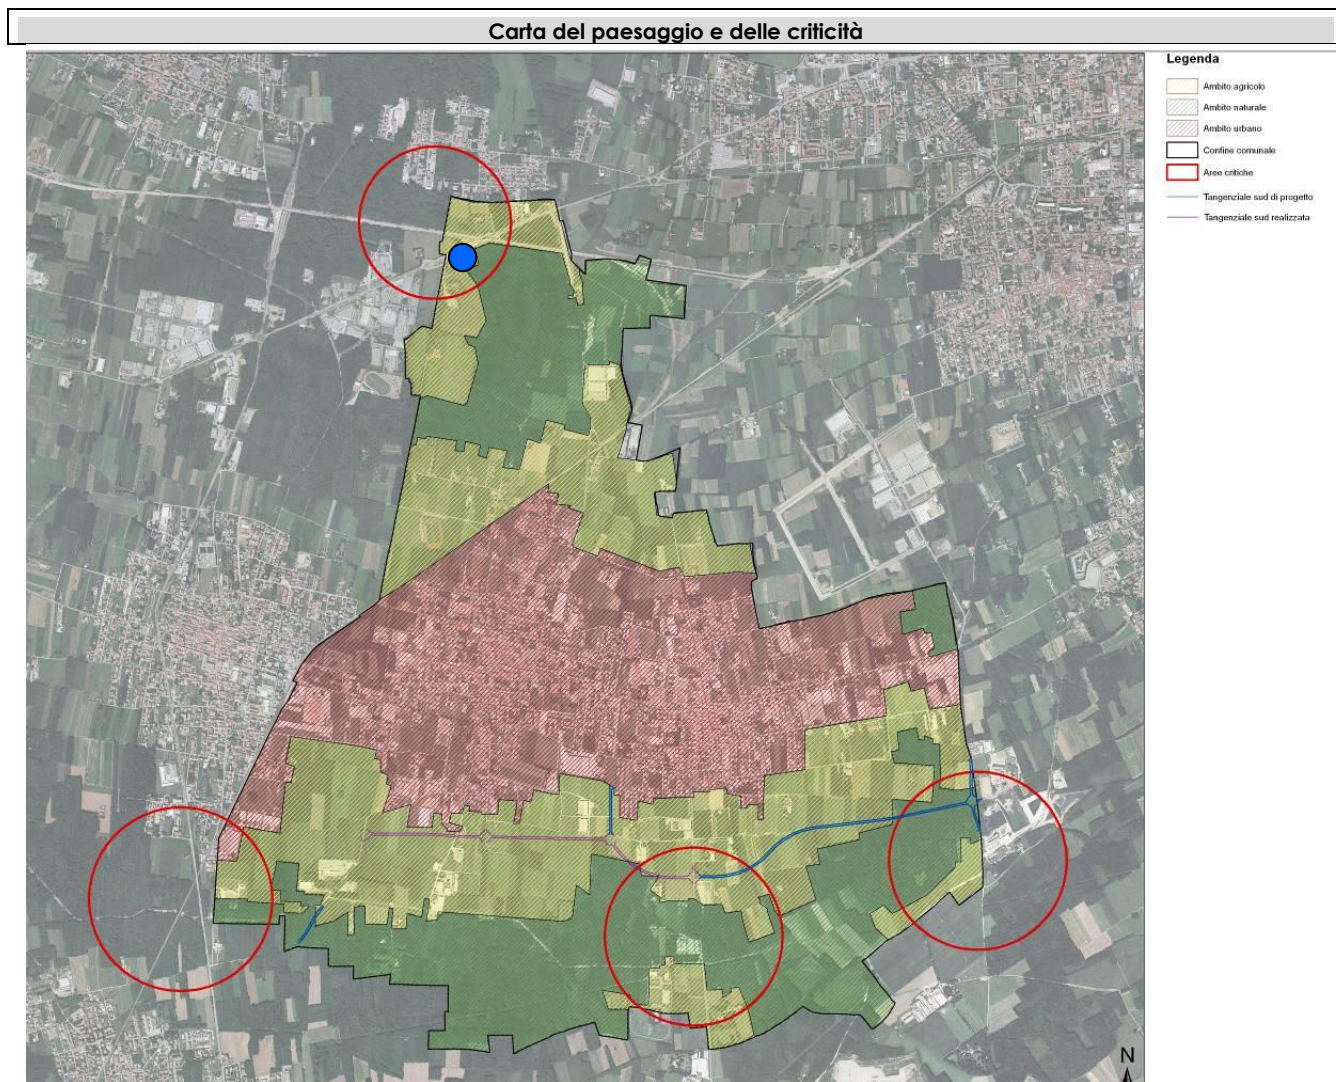 Carta del paesaggio e delle criticità
Legenda
Ambito agricolo
Ambito naturale
Ambito urbano
Confine comunale
Aree critiche
Tangenziale sud di progetto
Tangenziale sud realizzata
N